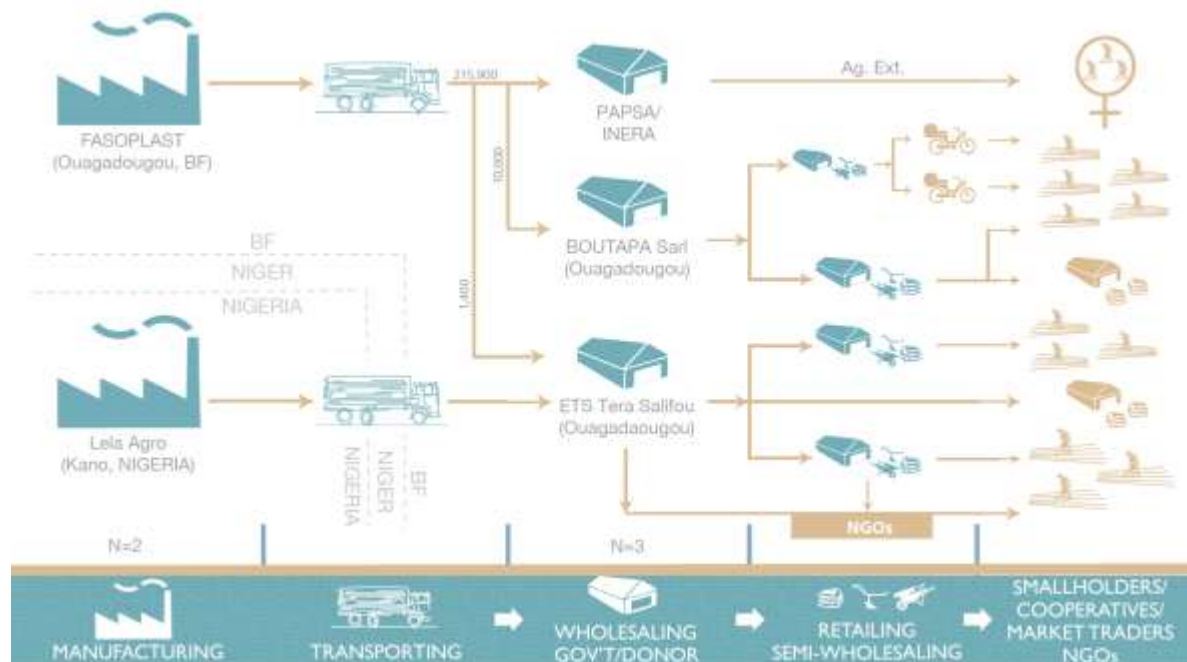 215,900
Ag. Ext.
FASOPLAST
(Ouagadougou, BF)
PAPSA/
INERA
10,000
BOUTAPA Sarl
(Ouagadougou)
BF
NIGER
NIGERIA
1,400
Lela Agro
(Kano, NIGERIA)
NIGERIA
NIGER
BF
ETS Tera Salifou
(Ouagadaougou)
NGOs
N=2
N=3
MANUFACTURING
TRANSPORTING
WHOLESALING
GOV'T/DONOR
RETAILING
SEMI-WHOLESALING
SMALLHOLDERS/
COOPERATIVES/
MARKET TRADERS
NGOs